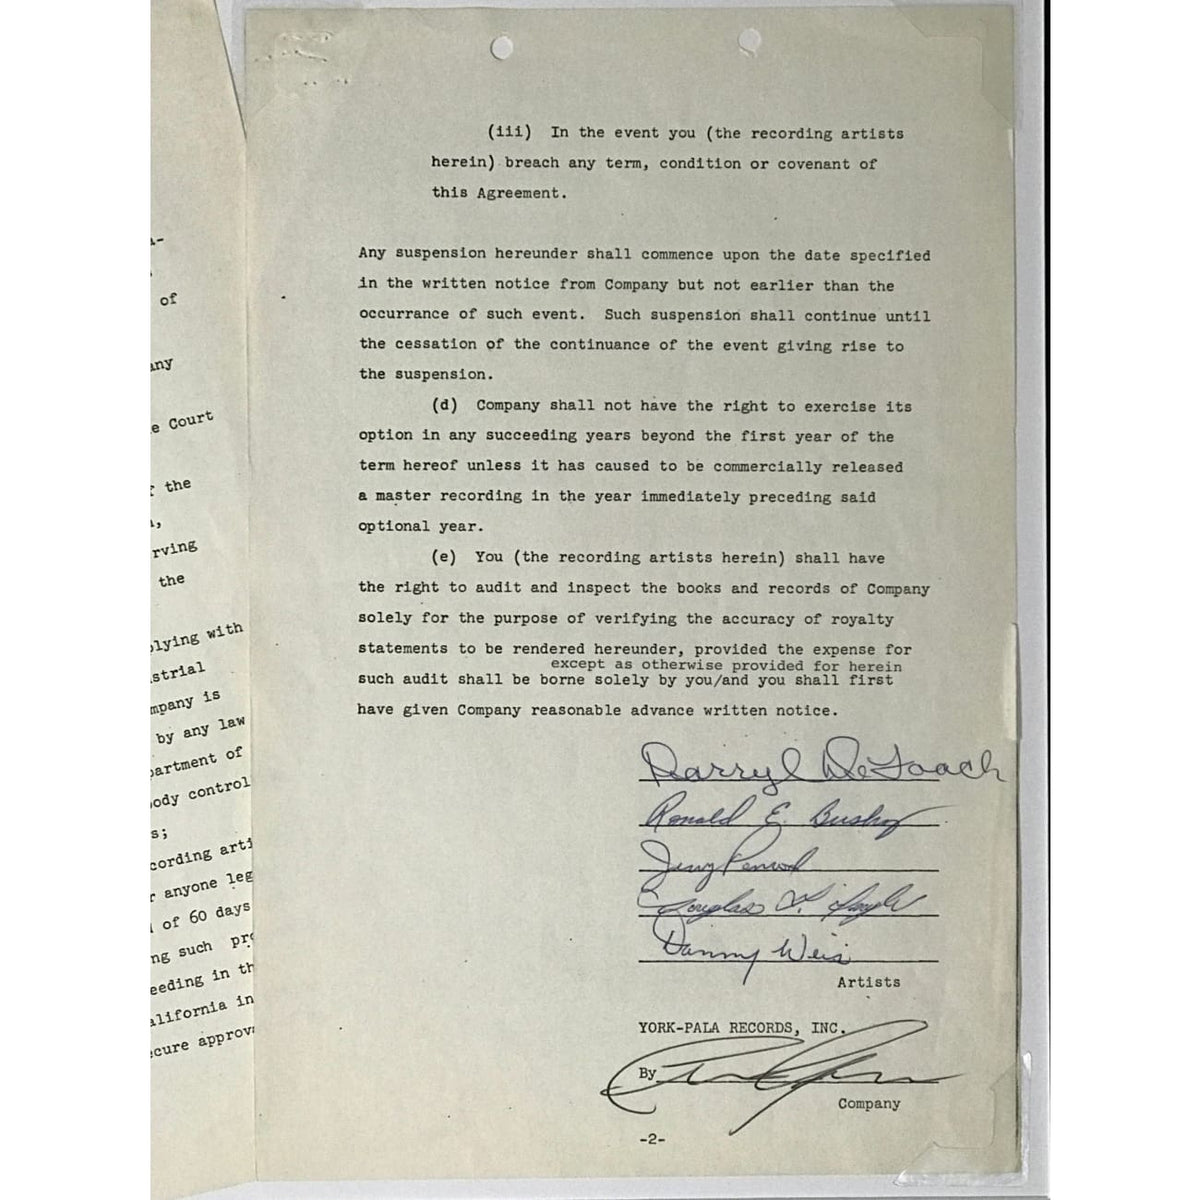 of
any
e Court
the
rving
the
lying with
strial
mpany is
by any law
artment of
ody control
s;
cording arti
r anyone leg
of 60 days
ng such pro
eeding in th
alifornia in
ecure approva
(iii) In the event you (the recording artists
herein) breach any term, condition or covenant of
this Agreement.
Any suspension hereunder shall commence upon the date specified
in the written notice from Company but not earlier than the
occurrance of such event. Such suspension shall continue until
the cessation of the continuance of the event giving rise to
the suspension.
(d) Company shall not have the right to exercise its
option in any succeeding years beyond the first year of the
term hereof unless it has caused to be commercially released
a master recording in the year immediately preceding said
optional year.
(e) You (the recording artists herein) shall have
the right to audit and inspect the books and records of Company
solely for the purpose of verifying the accuracy of royalty
statements to be rendered hereunder, provided the expense for
except as otherwise provided for herein
such audit shall be borne solely by you/and you shall first
have given Company reasonable advance written notice.
Darryl DeLoach
Ronald E. Bushy
Jerry Penrod
Douglas L. Ingle
Danny Weis
Artists
YORK-PALA RECORDS, INC.
By
Company
-2-